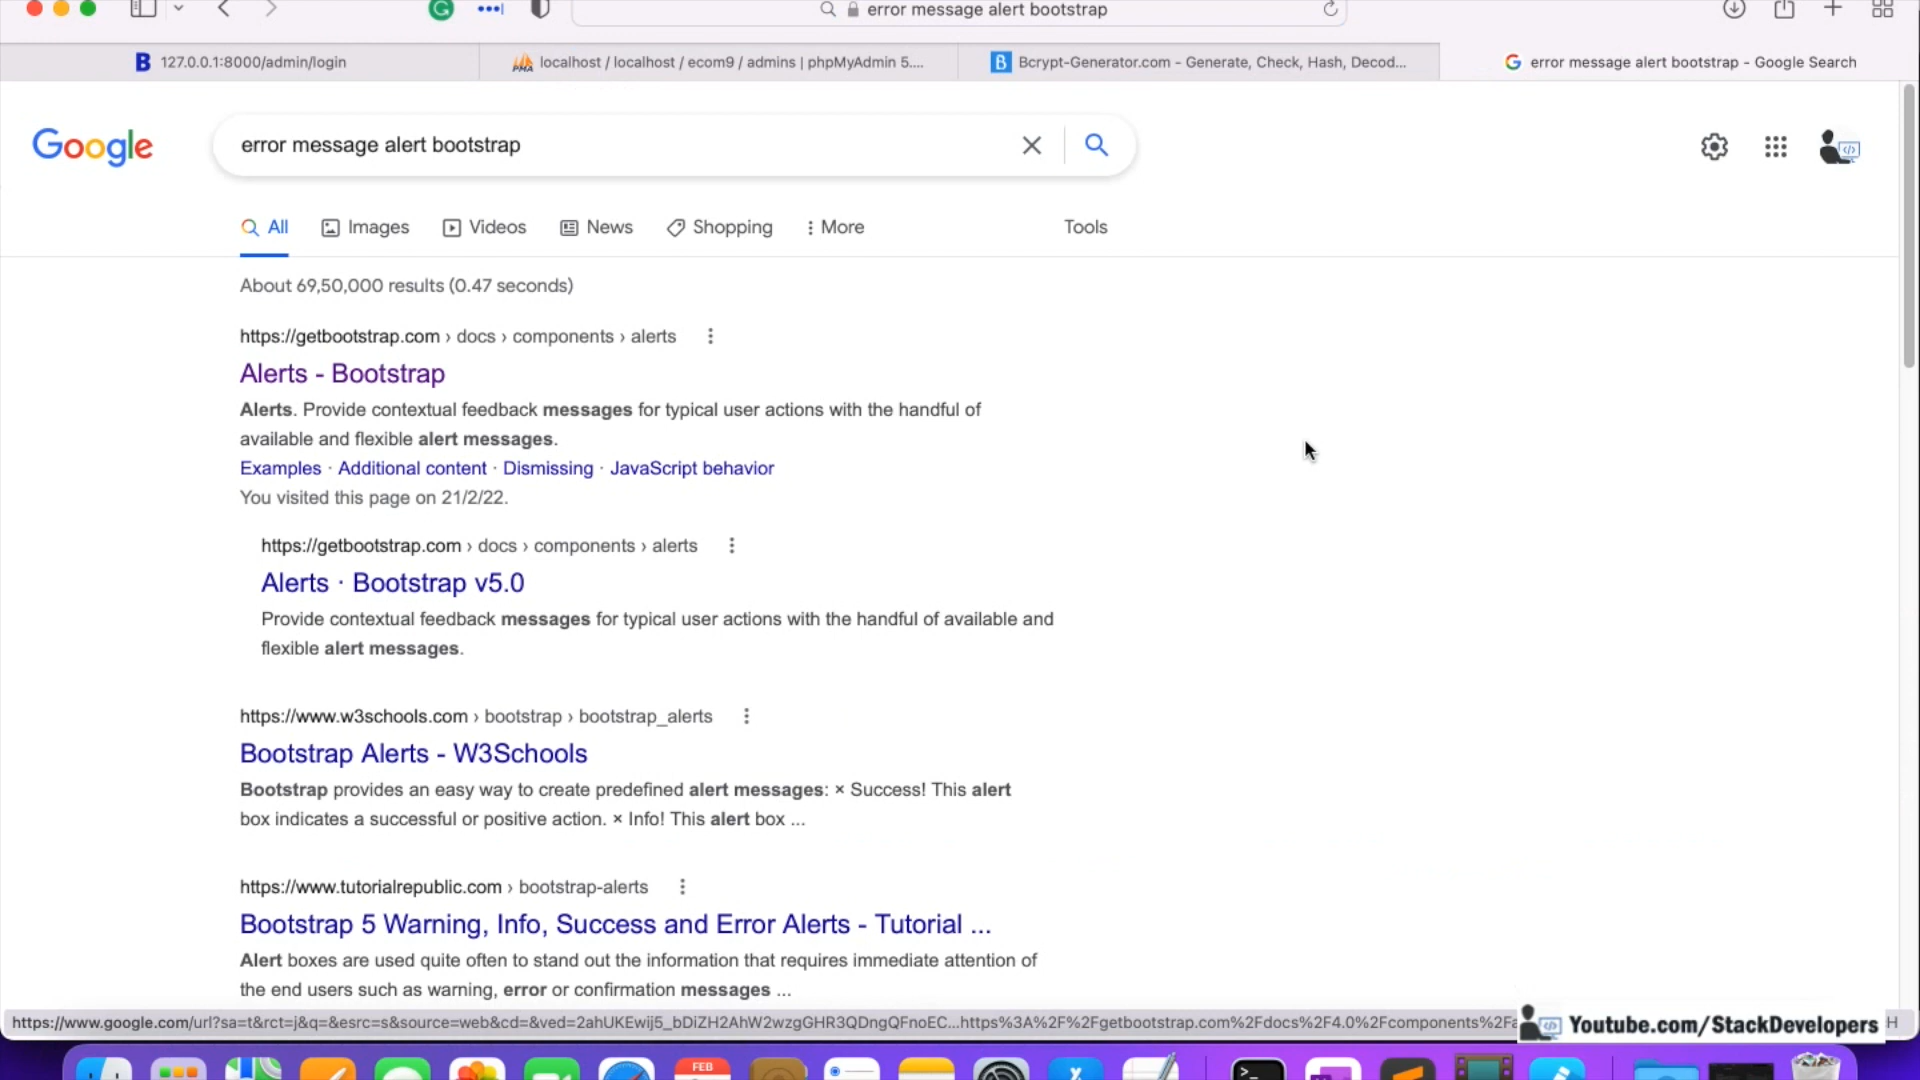 error message alert bootstrap
127.0.0.1:8000/admin/login
localhost / localhost / ecom9 / admins | phpMyAdmin 5....
Bcrypt-Generator.com - Generate, Check, Hash, Decod...
error message alert bootstrap - Google Search
Google
error message alert bootstrap
All
Images
Videos
News
Shopping
More
Tools
About 69,50,000 results (0.47 seconds)
https://getbootstrap.com › docs › components › alerts
Alerts - Bootstrap
Alerts. Provide contextual feedback messages for typical user actions with the handful of
available and flexible alert messages.
Examples · Additional content · Dismissing · JavaScript behavior
You visited this page on 21/2/22.
https://getbootstrap.com › docs › components › alerts
Alerts · Bootstrap v5.0
Provide contextual feedback messages for typical user actions with the handful of available and
flexible alert messages.
https://www.w3schools.com › bootstrap › bootstrap_alerts
Bootstrap Alerts - W3Schools
Bootstrap provides an easy way to create predefined alert messages: × Success! This alert
box indicates a successful or positive action. × Info! This alert box ...
https://www.tutorialrepublic.com › bootstrap-alerts
Bootstrap 5 Warning, Info, Success and Error Alerts - Tutorial ...
Alert boxes are used quite often to stand out the information that requires immediate attention of
the end users such as warning, error or confirmation messages ...
https://www.google.com/url?sa=t&rct=j&q=&esrc=s&source=web&cd=&ved=2ahUKEwij5_bDiZH2AhW2wzgGHR3QDngQFnoEC...https%3A%2F%2Fgetbootstrap.com%2Fdocs%2F4.0%2Fcomponents%2Fa
Youtube.com/StackDevelopers
FEB